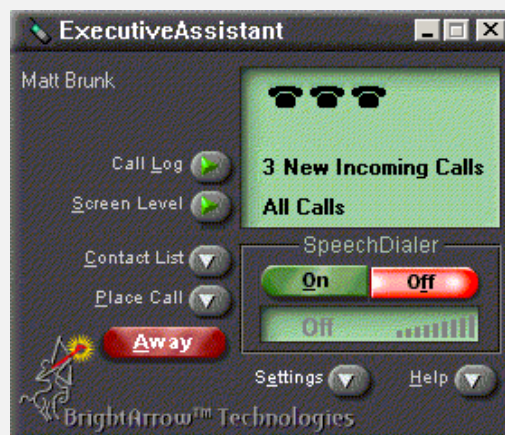 ExecutiveAssistant
Matt Brunk
Call Log
3 New Incoming Calls
Screen Level
All Calls
SpeechDialer
Contact List
On Off
Place Call
Off
Away
Settings Help
BrightArrow™ Technologies